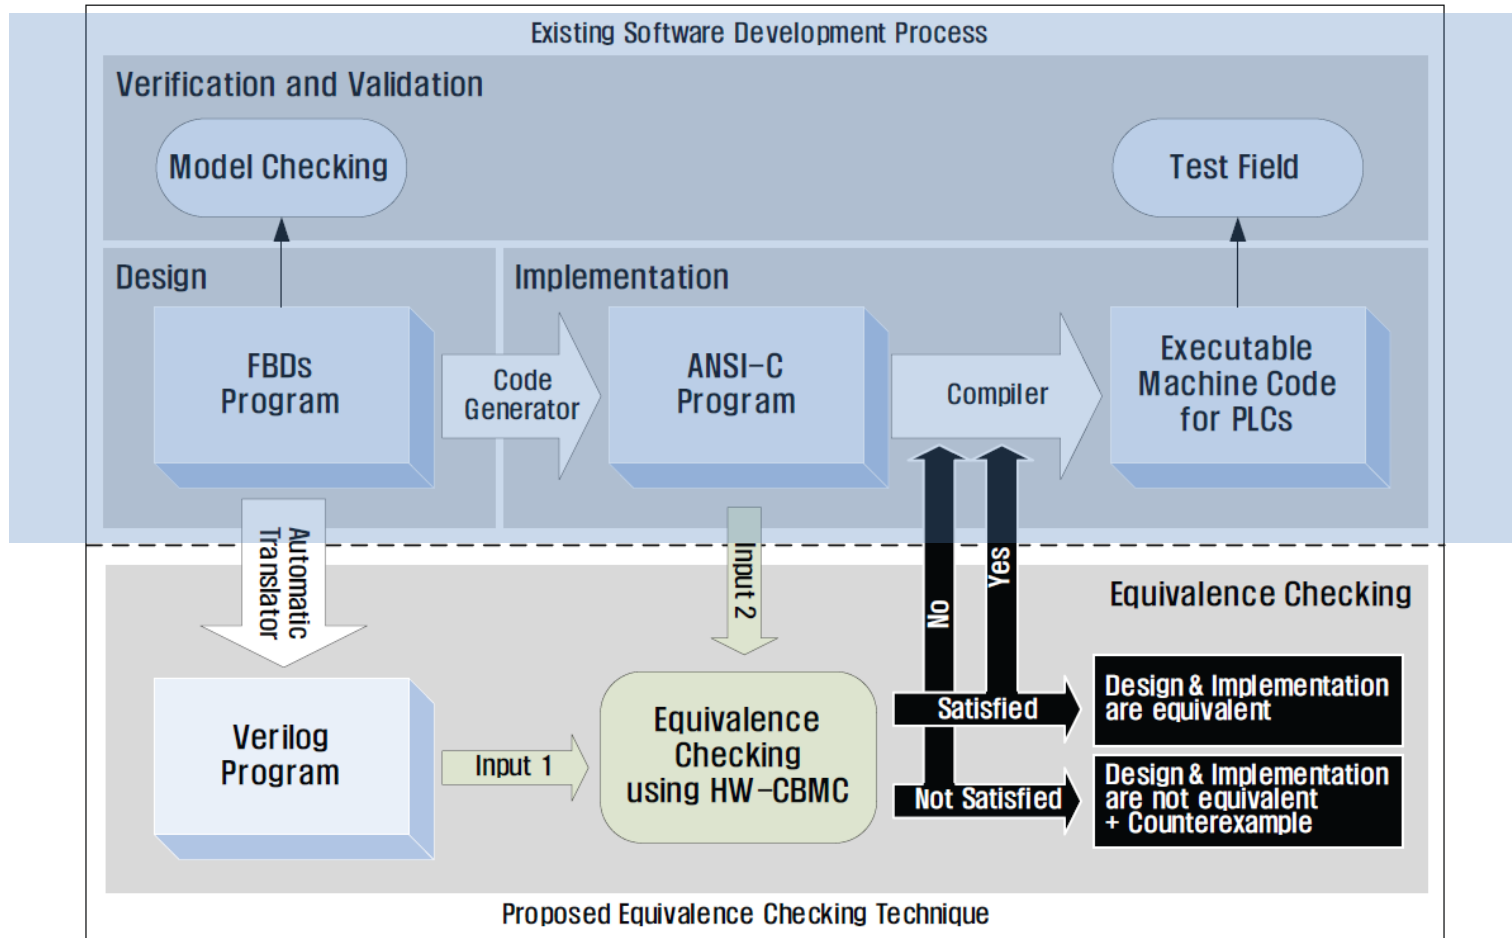 Existing Software Development Process
Verification and Validation
Model Checking
Test Field
Design
Implementation
FBDs
Program
Code
Generator
ANSI-C
Program
Compiler
Executable
Machine Code
for PLCs
Automatic
Translator
Input 2
No
Yes
Equivalence Checking
Verilog
Program
Input 1
Equivalence
Checking
using HW-CBMC
Satisfied
Not Satisfied
Design & Implementation
are equivalent
Design & Implementation
are not equivalent
+ Counterexample
Proposed Equivalence Checking Technique